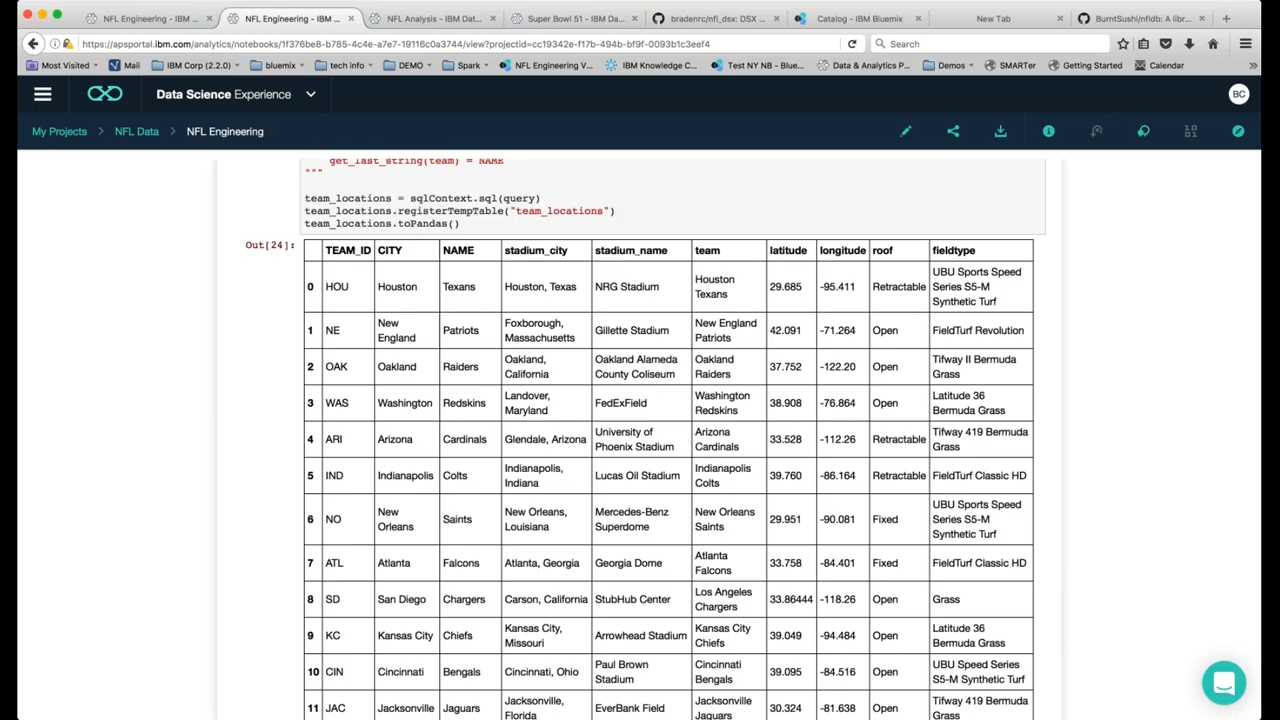 NFL Engineering - IBM ... ×
NFL Engineering - IBM ... ×
NFL Analysis - IBM Dat... ×
Super Bowl 51 - IBM Da... ×
bradenrc/nfl_dsx: DSX ... ×
Catalog - IBM Bluemix ×
New Tab ×
BurntSushi/nfldb: A librar... ×
+
https://apsportal.ibm.com/analytics/notebooks/1f376be8-b785-4c4e-a7e7-19116c0a3744/view?projectid=cc19342e-f17b-494b-bf9f-0093b1c3eef4
Search
Most Visited
Mail
IBM Corp (2.2.0)
bluemix
tech info
DEMO
Spark
NFL Engineering V...
IBM Knowledge C...
Test NY NB - Blue...
Data & Analytics P...
Demos
SMARTer
Getting Started
Calendar
Data Science Experience
BC
My Projects > NFL Data > NFL Engineering
get_last_string(team) = NAME
"""
team_locations = sqlContext.sql(query)
team_locations.registerTempTable("team_locations")
team_locations.toPandas()
Out[24]:
TEAM_ID CITY NAME stadium_city stadium_name team latitude longitude roof fieldtype
0 HOU Houston Texans Houston, Texas NRG Stadium Houston Texans 29.685 -95.411 Retractable UBU Sports Speed Series S5-M Synthetic Turf
1 NE New England Patriots Foxborough, Massachusetts Gillette Stadium New England Patriots 42.091 -71.264 Open FieldTurf Revolution
2 OAK Oakland Raiders Oakland, California Oakland Alameda County Coliseum Oakland Raiders 37.752 -122.20 Open Tifway II Bermuda Grass
3 WAS Washington Redskins Landover, Maryland FedExField Washington Redskins 38.908 -76.864 Open Latitude 36 Bermuda Grass
4 ARI Arizona Cardinals Glendale, Arizona University of Phoenix Stadium Arizona Cardinals 33.528 -112.26 Retractable Tifway 419 Bermuda Grass
5 IND Indianapolis Colts Indianapolis, Indiana Lucas Oil Stadium Indianapolis Colts 39.760 -86.164 Retractable FieldTurf Classic HD
6 NO New Orleans Saints New Orleans, Louisiana Mercedes-Benz Superdome New Orleans Saints 29.951 -90.081 Fixed UBU Sports Speed Series S5-M Synthetic Turf
7 ATL Atlanta Falcons Atlanta, Georgia Georgia Dome Atlanta Falcons 33.758 -84.401 Fixed FieldTurf Classic HD
8 SD San Diego Chargers Carson, California StubHub Center Los Angeles Chargers 33.86444 -118.26 Open Grass
9 KC Kansas City Chiefs Kansas City, Missouri Arrowhead Stadium Kansas City Chiefs 39.049 -94.484 Open Latitude 36 Bermuda Grass
10 CIN Cincinnati Bengals Cincinnati, Ohio Paul Brown Stadium Cincinnati Bengals 39.095 -84.516 Open UBU Speed Series S5-M Synthetic Turf
11 JAC Jacksonville Jaguars Jacksonville, Florida EverBank Field Jacksonville Jaguars 30.324 -81.638 Open Tifway 419 Bermuda Grass